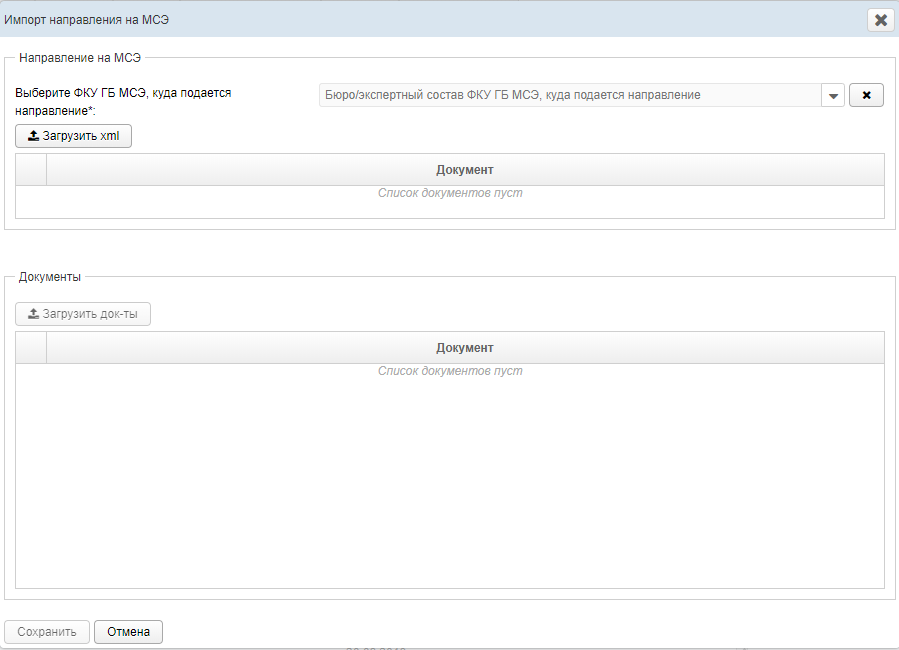 Импорт направления на МСЭ
Направление на МСЭ
Выберите ФКУ ГБ МСЭ, куда подается
направление*:
Бюро/экспертный состав ФКУ ГБ МСЭ, куда подается направление
Загрузить xml
Документ
Список документов пуст
Документы
Загрузить док-ты
Документ
Список документов пуст
Сохранить
Отмена